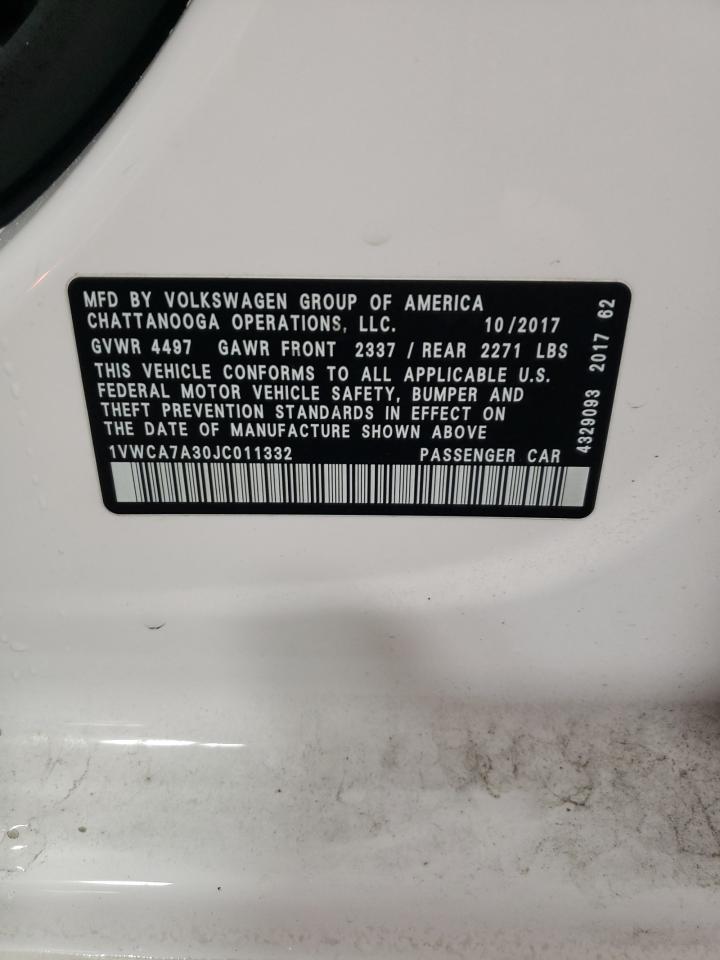 MFD BY VOLKSWAGEN GROUP OF AMERICA
CHATTANOOGA OPERATIONS, LLC. 10/2017
GVWR 4497 GAWR FRONT 2337 / REAR 2271 LBS
THIS VEHICLE CONFORMS TO ALL APPLICABLE U.S.
FEDERAL MOTOR VEHICLE SAFETY, BUMPER AND
THEFT PREVENTION STANDARDS IN EFFECT ON
THE DATE OF MANUFACTURE SHOWN ABOVE
1VWCA7A30JC011332 PASSENGER CAR
4329093 2017 62